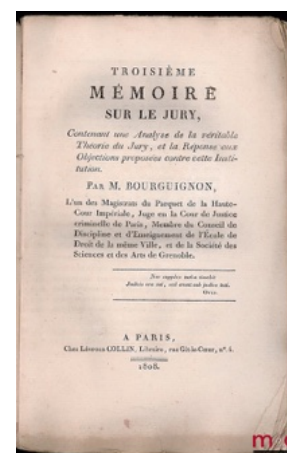 TROISIÈME
MÉMOIRE
SUR LE JURY,
Contenant une Analyse de la véritable
Théorie du Jury, et la Réponse aux
Objections proposées contre cette Insti-
tution.
PAR M. BOURGUIGNON,
L'un des Magistrats du Parquet de la Haute-
Cour Impériale, Juge en la Cour de Justice
criminelle de Paris, Membre du Conseil de
Discipline et d'Enseignement de l'École de
Droit de la même Ville, et de la Société des
Sciences et des Arts de Grenoble.
A PARIS,
Chez Léopold COLLIN, Libraire, rue Gît-le-Cœur, n° 4.
1808.
m